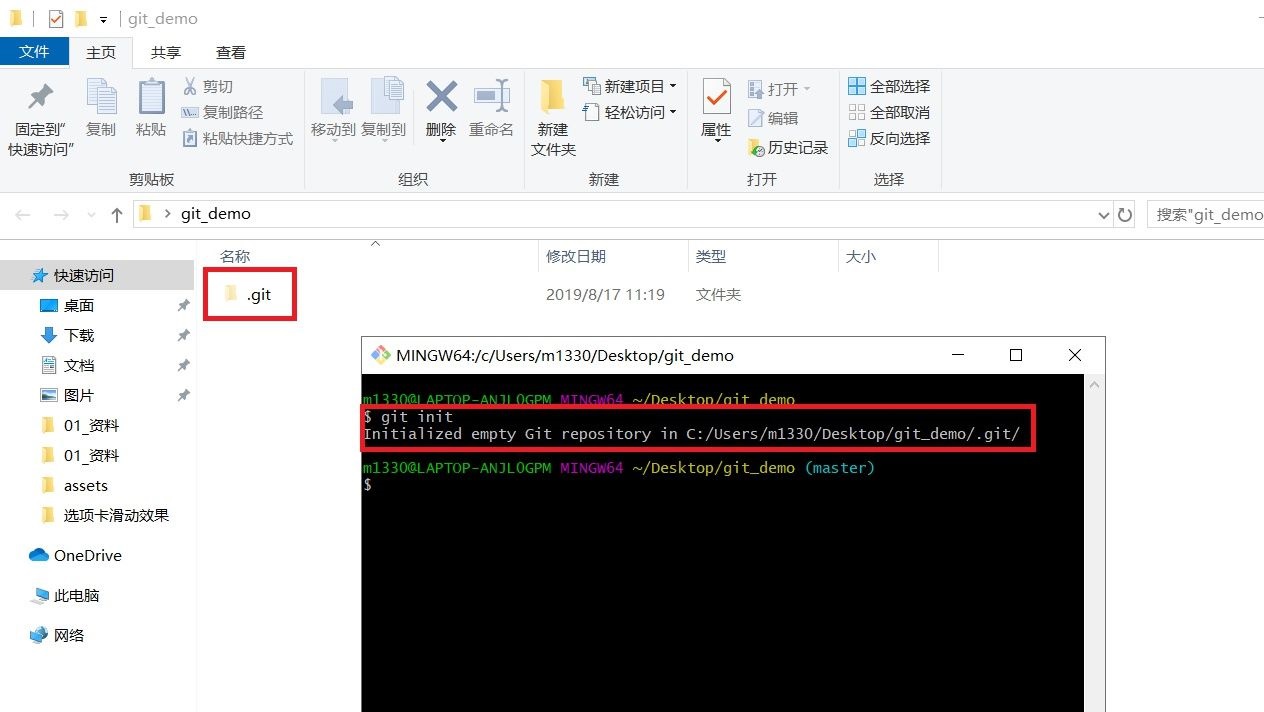 git_demo
文件 主页 共享 查看
固定到"快速访问"
复制
粘贴
剪切
复制路径
粘贴快捷方式
剪贴板
移动到
复制到
删除
重命名
组织
新建文件夹
新建项目
轻松访问
新建
属性
打开
编辑
历史记录
打开
全部选择
全部取消
反向选择
选择
git_demo
搜索"git_demo
名称 修改日期 类型 大小
.git 2019/8/17 11:19 文件夹
快速访问
桌面
下载
文档
图片
01_资料
01_资料
assets
选项卡滑动效果
OneDrive
此电脑
网络
MINGW64:/c/Users/m1330/Desktop/git_demo
m1330@LAPTOP-ANJLOGPM MINGW64 ~/Desktop/git_demo
$ git init
Initialized empty Git repository in C:/Users/m1330/Desktop/git_demo/.git/
m1330@LAPTOP-ANJLOGPM MINGW64 ~/Desktop/git_demo (master)
$